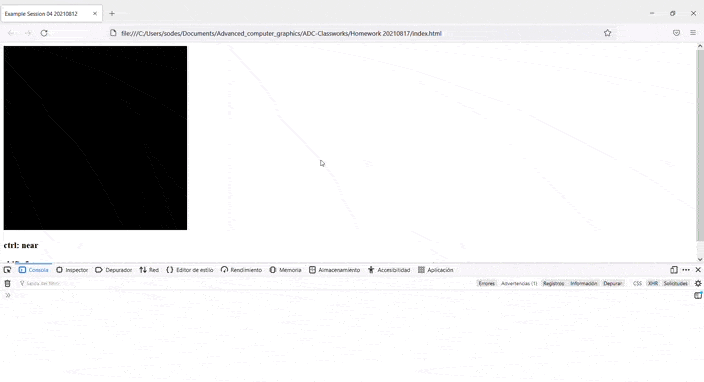 Example Session 04 20210812
file:///C:/Users/sodes/Documents/Advanced_computer_graphics/ADC-Classworks/Homework 20210817/index.html
ctrl: near
Consola Inspector Depurador Red Editor de estilo Rendimiento Memoria Almacenamiento Accesibilidad Aplicación
Errores Advertencias (1) Registros Información Depurar CSS XHR Solicitudes